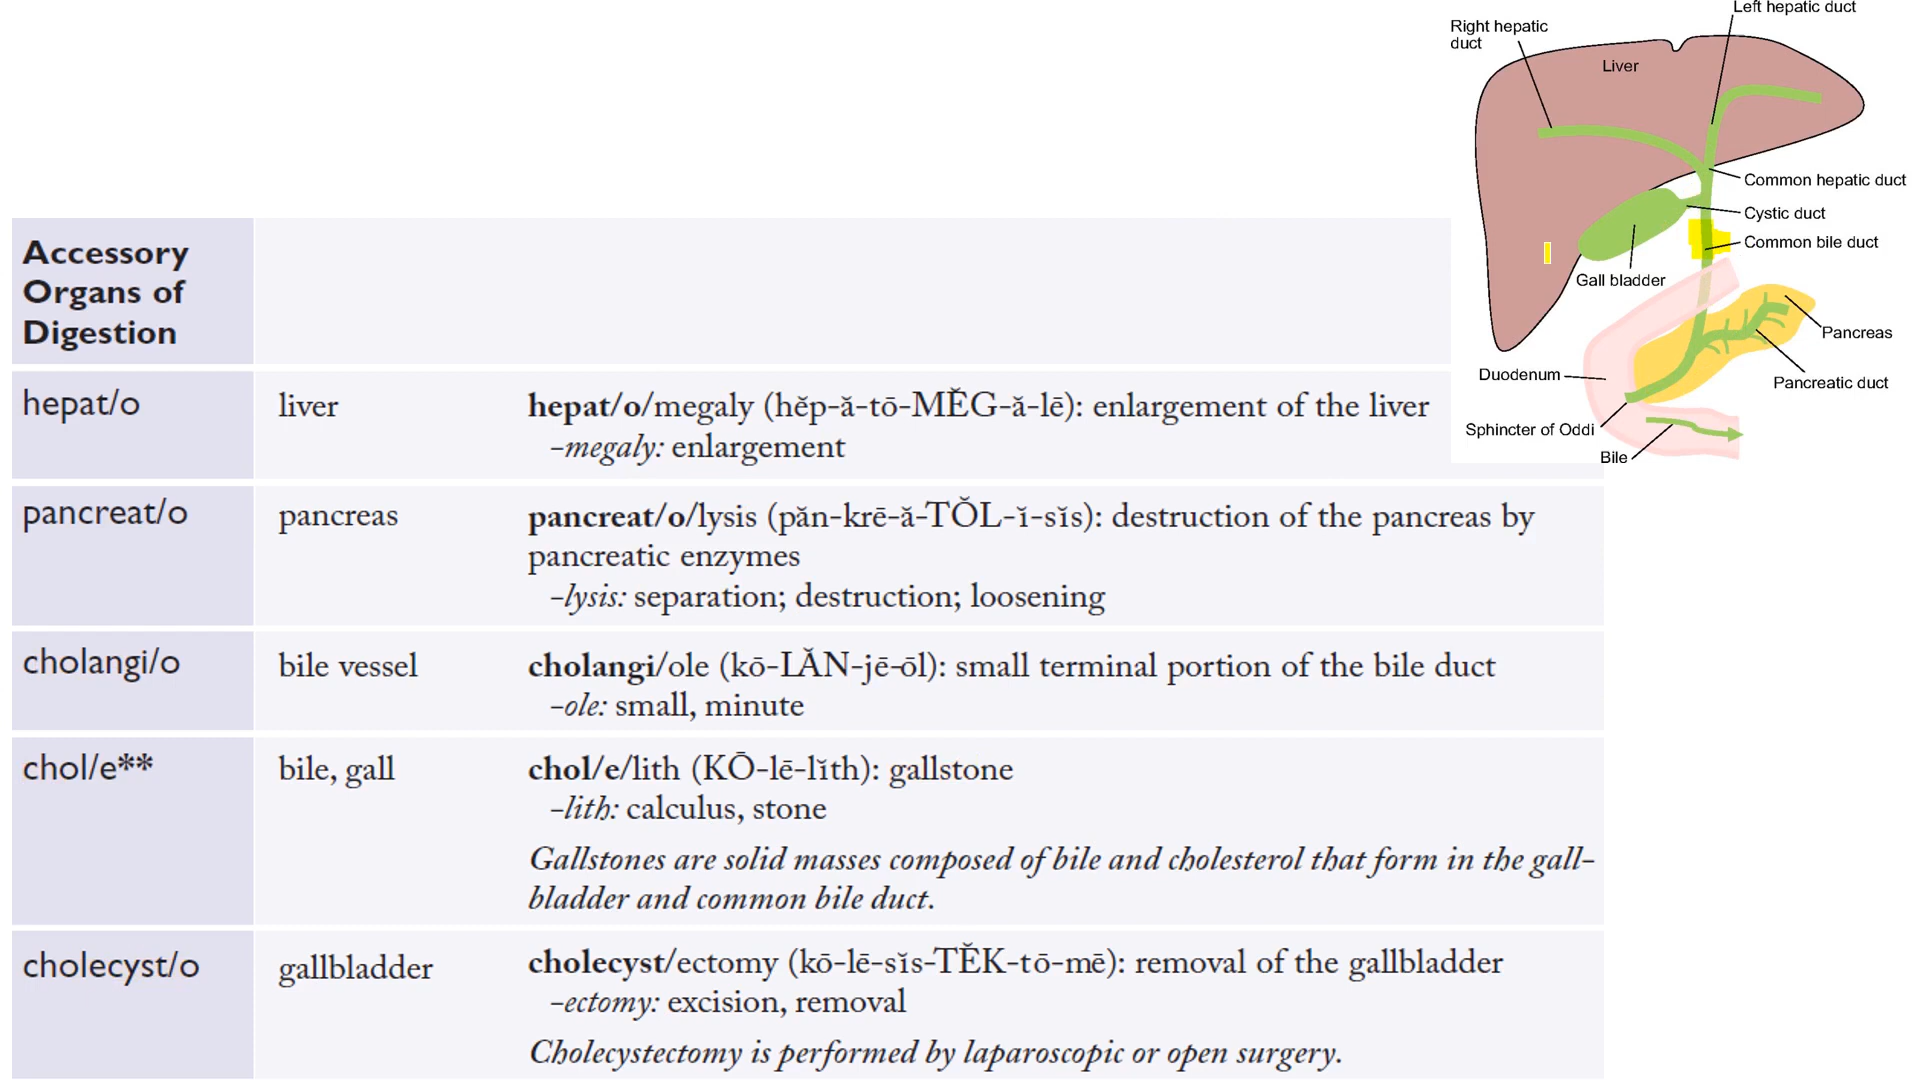 Accessory
Organs of
Digestion
hepat/o
liver
hepat/o/megaly (hĕp-ă-tō-MĔG-ă-lē): enlargement of the liver
–megaly: enlargement
pancreat/o
pancreas
pancreat/o/lysis (păn-krē-ă-TŎL-ĭ-sĭs): destruction of the pancreas by
pancreatic enzymes
–lysis: separation; destruction; loosening
cholangi/o
bile vessel
cholangi/ole (kō-LĂN-jē-ōl): small terminal portion of the bile duct
–ole: small, minute
chol/e**
bile, gall
chol/e/lith (KŌ-lē-lĭth): gallstone
–lith: calculus, stone
Gallstones are solid masses composed of bile and cholesterol that form in the gall-
bladder and common bile duct.
cholecyst/o
gallbladder
cholecyst/ectomy (kō-lē-sĭs-TĔK-tō-mē): removal of the gallbladder
–ectomy: excision, removal
Cholecystectomy is performed by laparoscopic or open surgery.
Left hepatic duct
Right hepatic
duct
Liver
Common hepatic duct
Cystic duct
Common bile duct
Gall bladder
Pancreas
Duodenum
Pancreatic duct
Sphincter of Oddi
Bile